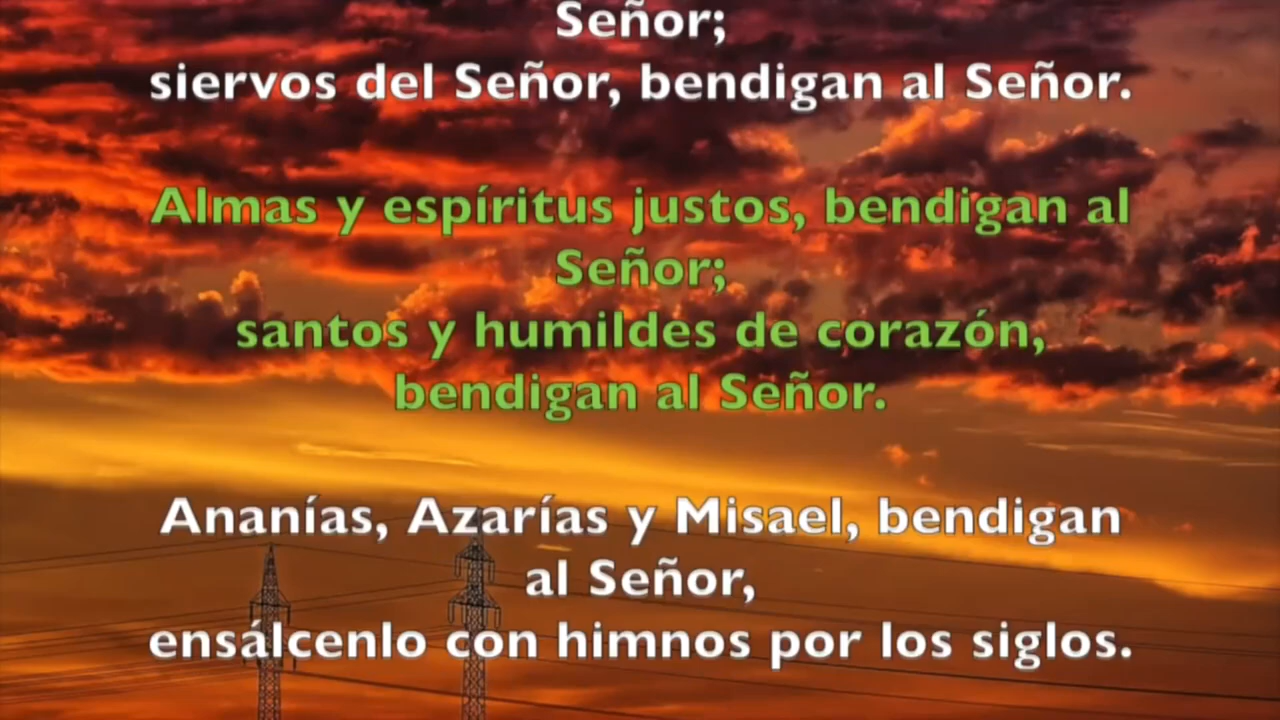 Señor;
siervos del Señor, bendigan al Señor.
Almas y espíritus justos, bendigan al
Señor;
santos y humildes de corazón,
bendigan al Señor.
Ananías, Azarías y Misael, bendigan
al Señor,
ensálcenlo con himnos por los siglos.